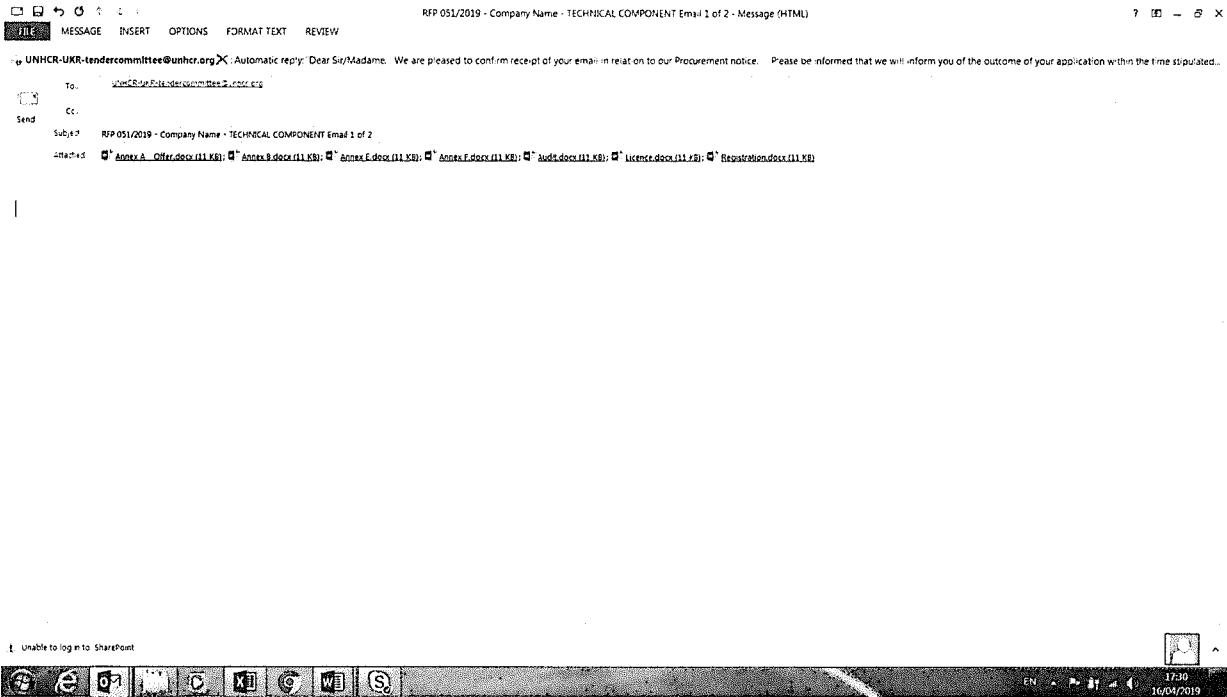 RFP 051/2019 - Company Name - TECHNICAL COMPONENT Email 1 of 2 - Message (HTML)
FILE MESSAGE INSERT OPTIONS FORMAT TEXT REVIEW
UNHCR-UKR-tendercommittee@unhcr.org : Automatic reply: Dear Sir/Madame. We are pleased to confirm receipt of your email in relation to our Procurement notice. Please be informed that we will inform you of the outcome of your application within the time stipulated...
To... UNHCR-UKR-tendercommittee@unhcr.org
Cc...
Send
Subject RFP 051/2019 - Company Name - TECHNICAL COMPONENT Email 1 of 2
Attached Annex A_ Offer.docx (11 KB); Annex B.docx (11 KB); Annex E.docx (11 KB); Annex F.docx (11 KB); Audit.docx (11 KB); Licence.docx (11 KB); Registration.docx (11 KB)
Unable to log in to SharePoint
EN 17:30
16/04/2019